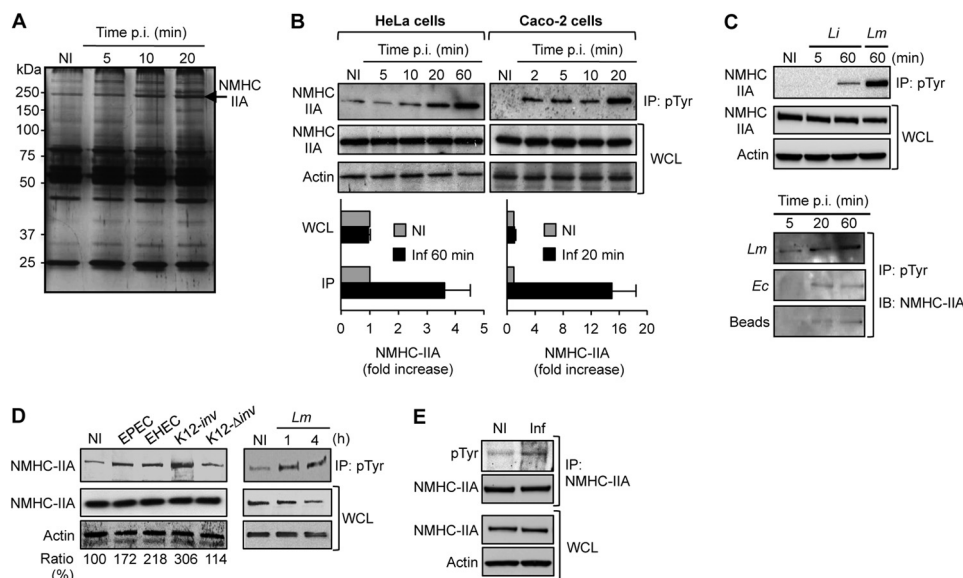 A
Time p.i. (min)
NI 5 10 20
kDa
250
150
100
75
50
37
25
NMHC
IIA
B
HeLa cells Caco-2 cells
Time p.i. (min) Time p.i. (min)
NI 5 10 20 60 NI 2 5 10 20
NMHC
IIA
IP: pTyr
NMHC
IIA
WCL
Actin
WCL
NI
Inf 60 min
NI
Inf 20 min
IP
0 1 2 3 4 5 0 4 8 12 16 20
NMHC-IIA
(fold increase)
NMHC-IIA
(fold increase)
C
Li Lm
NI 5 60 60 (min)
NMHC
IIA
IP: pTyr
NMHC
IIA
WCL
Actin
Time p.i. (min)
5 20 60
Lm
Ec
Beads
IP: pTyr
IB: NMHC-IIA
D
NI EPEC EHEC K12-inv K12-Δinv
NMHC-IIA
NMHC-IIA
Actin
Ratio 100 172 218 306 114
(%)
Lm
NI 1 4 (h)
IP: pTyr
WCL
E
NI Inf
pTyr
NMHC-IIA
IP:
NMHC-IIA
NMHC-IIA
Actin
WCL